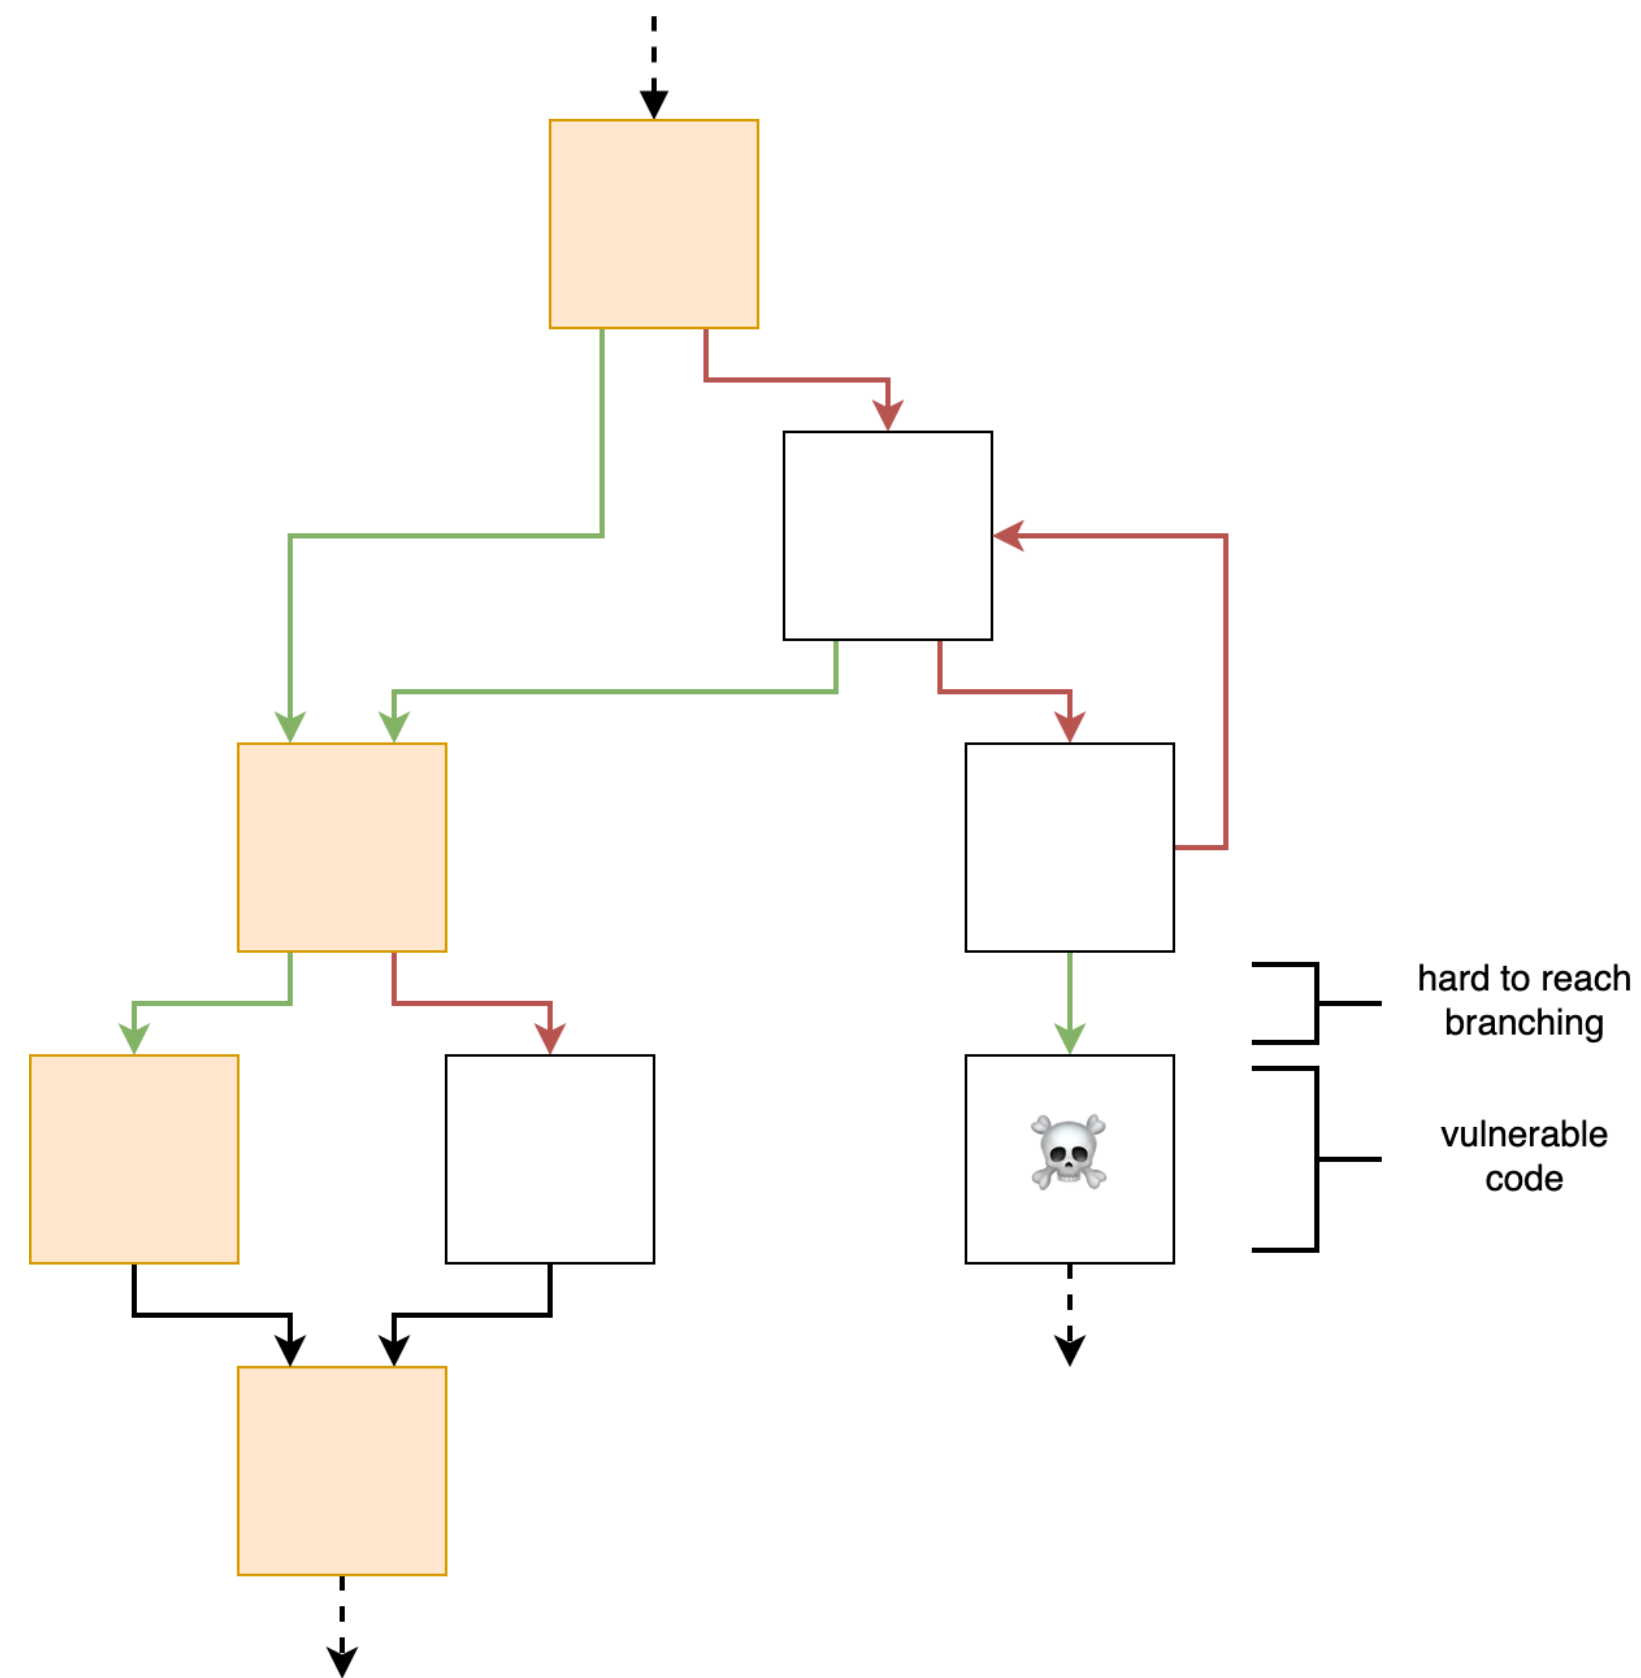 hard to reach
branching
vulnerable
code